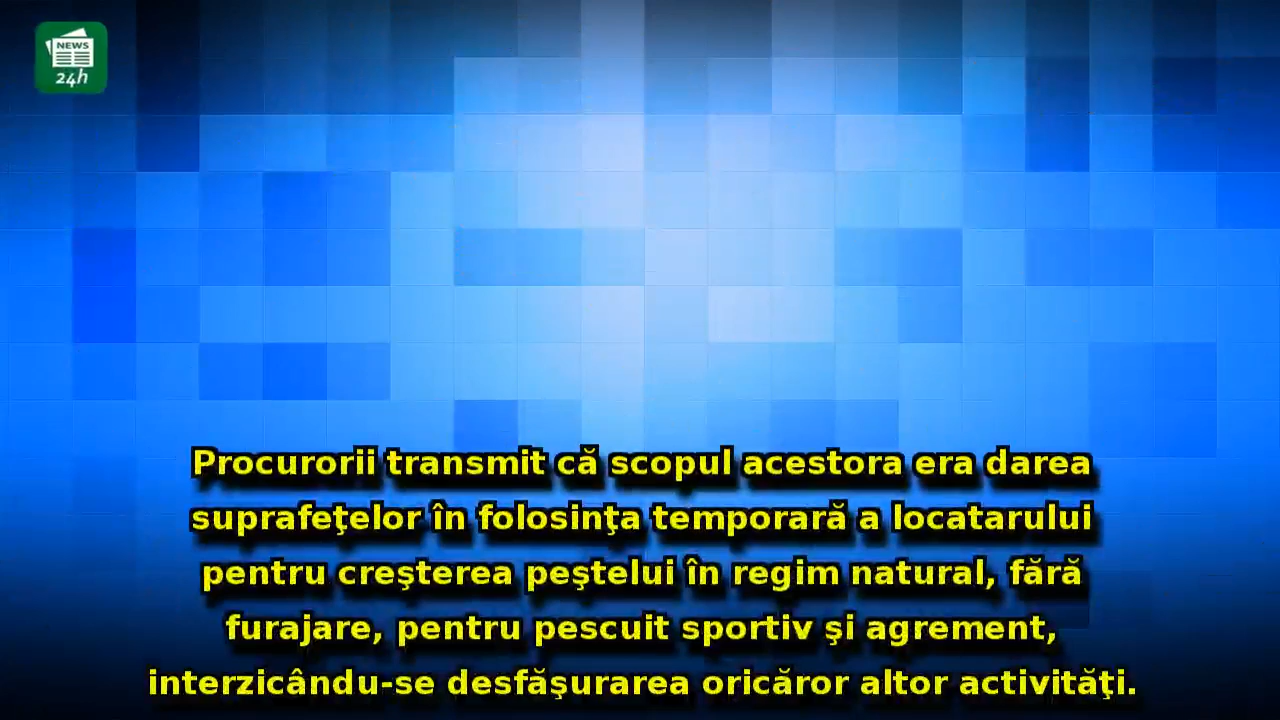 NEWS
24h
Procurorii transmit că scopul acestora era darea
suprafeţelor în folosinţa temporară a locatarului
pentru creşterea peştelui în regim natural, fără
furajare, pentru pescuit sportiv şi agrement,
interzicându-se desfăşurarea oricăror altor activităţi.